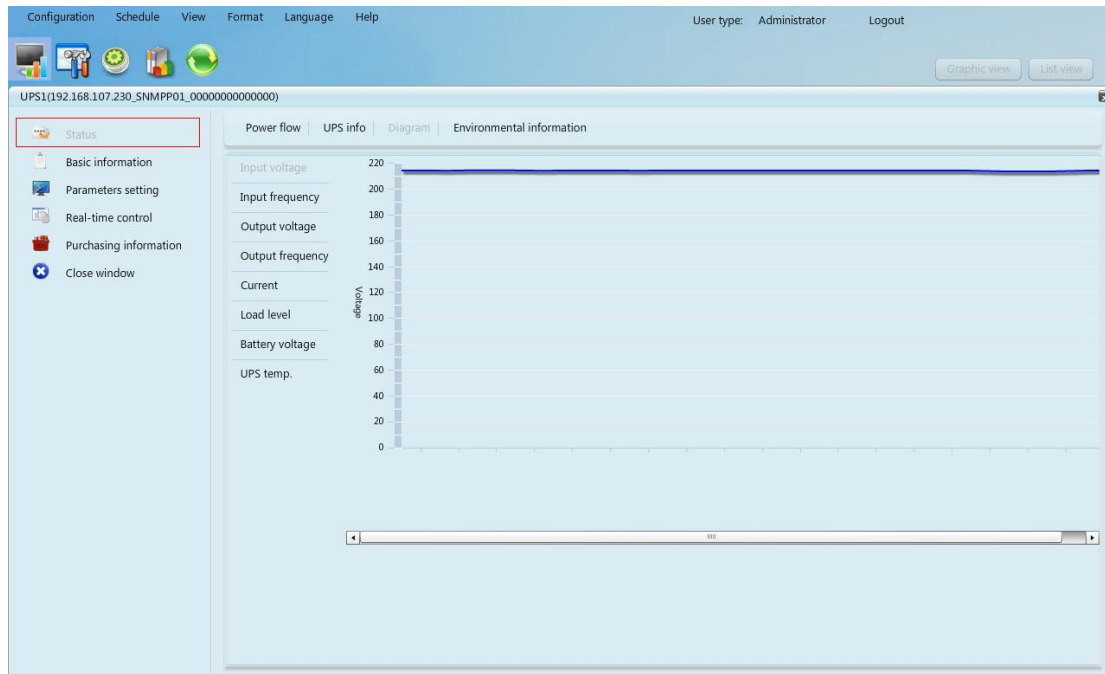 Configuration Schedule View Format Language Help User type: Administrator Logout
Graphic view List view
UPS1(192.168.107.230_SNMPP01_00000000000000)
Status
Basic information
Parameters setting
Real-time control
Purchasing information
Close window
Power flow UPS info Diagram Environmental information
Input voltage
Input frequency
Output voltage
Output frequency
Current
Load level
Battery voltage
UPS temp.
Voltage
220
200
180
160
140
120
100
80
60
40
20
0